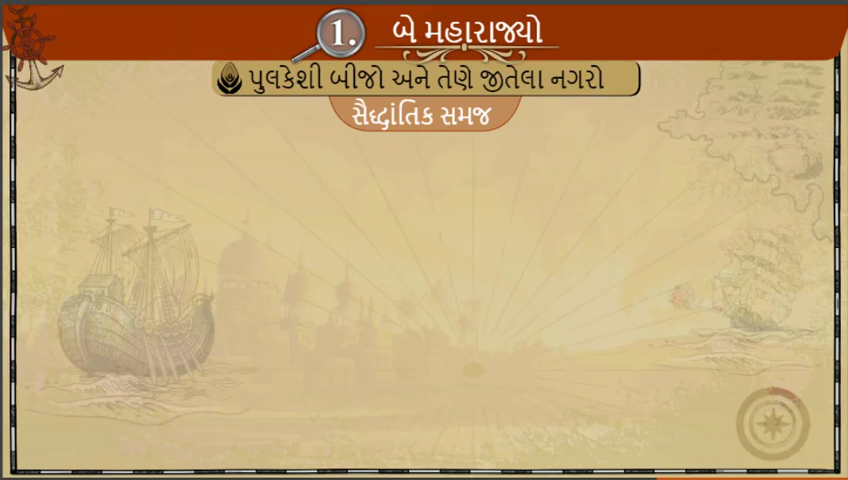 1. બે મહારાજ્યો
પુલકેશી બીજો અને તેણે જીતેલા નગરો
સૈદ્ધાંતિક સમજ